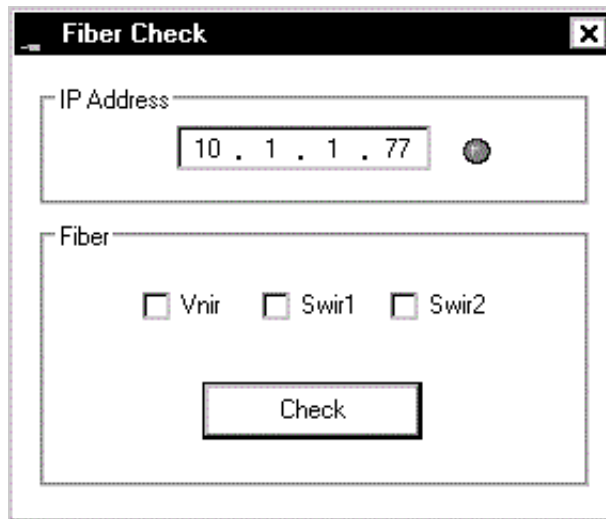 Fiber Check
IP Address
10 . 1 . 1 . 77
Fiber
Vnir Swir1 Swir2
Check